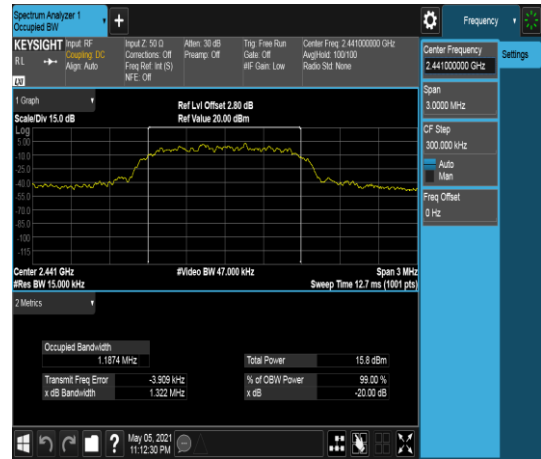 Spectrum Analyzer 1
Occupied BW
+
Frequency
KEYSIGHT
Input: RF
Coupling: DC
Align: Auto
R L
LXI
Input Z: 50 Ω
Corrections: Off
Freq Ref: Int (S)
NFE: Off
Atten: 30 dB
Preamp: Off
Trig: Free Run
Gate: Off
#IF Gain: Low
Center Freq: 2.441000000 GHz
Avg|Hold: 100/100
Radio Std: None
Center Frequency
2.441000000 GHz
Settings
Span
3.0000 MHz
CF Step
300.000 kHz
Auto
Man
Freq Offset
0 Hz
1 Graph
Scale/Div 15.0 dB
Ref Lvl Offset 2.80 dB
Ref Value 20.00 dBm
Log
5.00
-10.0
-25.0
-40.0
-55.0
-70.0
-85.0
-100
-115
Center 2.441 GHz
#Video BW 47.000 kHz
Span 3 MHz
#Res BW 15.000 kHz
Sweep Time 12.7 ms (1001 pts)
2 Metrics
Occupied Bandwidth
1.1874 MHz
Total Power 15.8 dBm
Transmit Freq Error -3.909 kHz
% of OBW Power 99.00 %
x dB Bandwidth 1.322 MHz
x dB -20.00 dB
?
May 05, 2021
11:12:30 PM